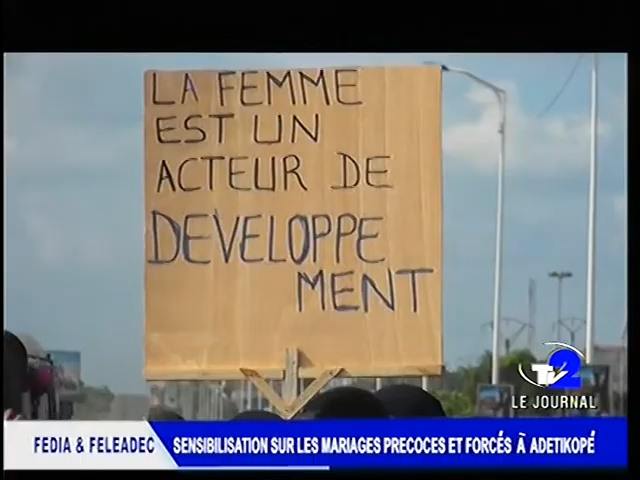 LA FEMME
EST UN
ACTEUR DE
DEVELOPPE
MENT
TV2
LE JOURNAL
FEDIA & FELEADEC
SENSIBILISATION SUR LES MARIAGES PRECOCES ET FORCÉS À ADETIKOPÉ